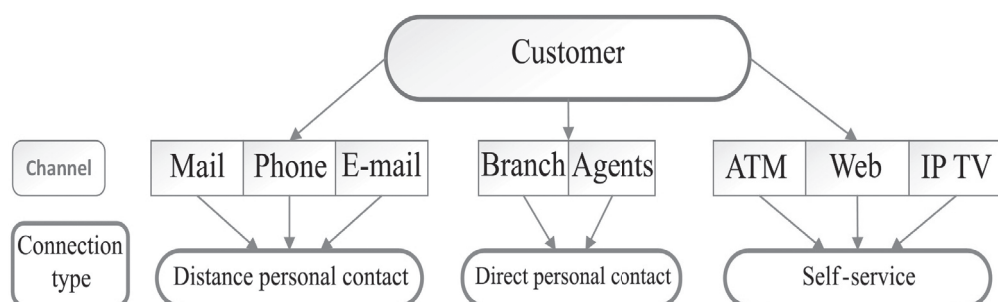 Customer
Channel
Mail Phone E-mail
Branch Agents
ATM Web IP TV
Connection
type
Distance personal contact
Direct personal contact
Self-service